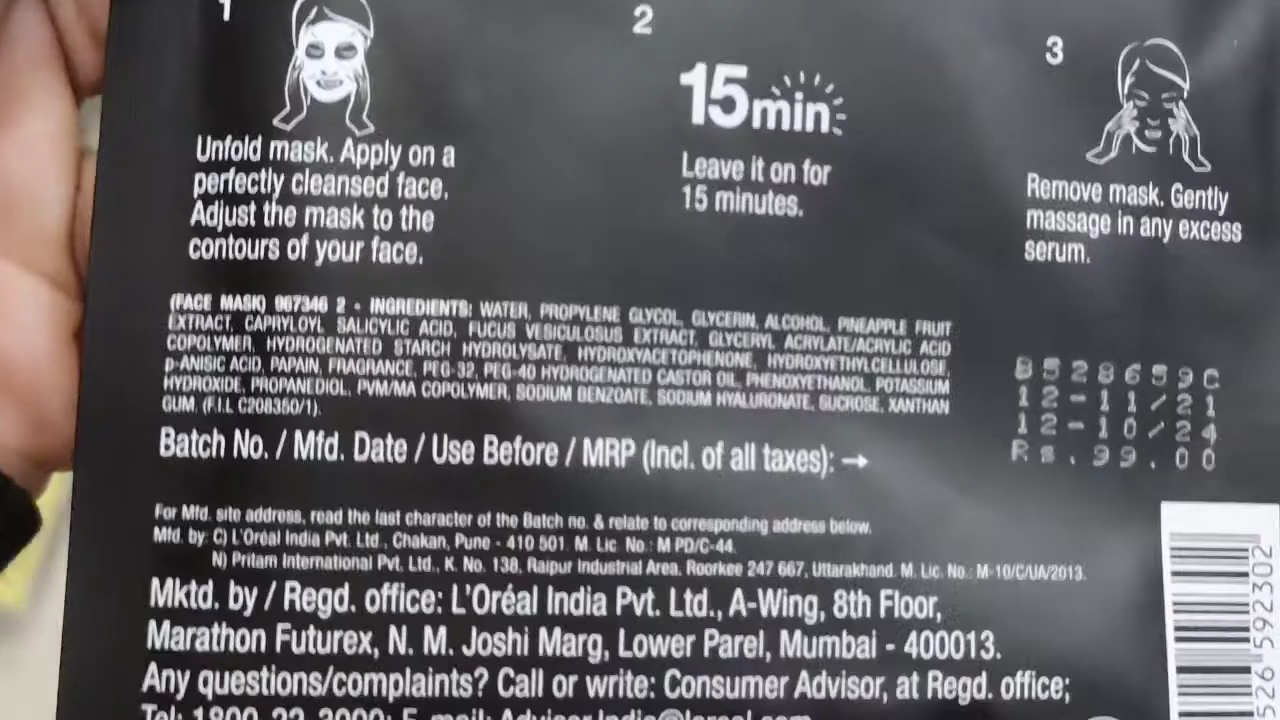 1
2
3
15min
Unfold mask. Apply on a
perfectly cleansed face.
Adjust the mask to the
contours of your face.
Leave it on for
15 minutes.
Remove mask. Gently
massage in any excess
serum.
(FACE MASK) 967346 2 - INGREDIENTS: WATER, PROPYLENE GLYCOL, GLYCERIN, ALCOHOL, PINEAPPLE FRUIT
EXTRACT, CAPRYLOYL SALICYLIC ACID, FUCUS VESICULOSUS EXTRACT, GLYCERYL ACRYLATE/ACRYLIC ACID
COPOLYMER, HYDROGENATED STARCH HYDROLYSATE, HYDROXYACETOPHENONE, HYDROXYETHYLCELLULOSE,
p-ANISIC ACID, PAPAIN, FRAGRANCE, PEG-32, PEG-40 HYDROGENATED CASTOR OIL, PHENOXYETHANOL, POTASSIUM
HYDROXIDE, PROPANEDIOL, PVM/MA COPOLYMER, SODIUM BENZOATE, SODIUM HYALURONATE, SUCROSE, XANTHAN
GUM. (F.I.L C208350/1).
B528659C
12-11/21
12-10/24
Rs.99.00
Batch No. / Mfd. Date / Use Before / MRP (Incl. of all taxes): →
For Mfd. site address, read the last character of the Batch no. & relate to corresponding address below.
Mfd. by: C) L'Oréal India Pvt. Ltd., Chakan, Pune - 410 501. M. Lic. No.: M PD/C-44.
N) Pritam International Pvt. Ltd., K. No. 138, Raipur Industrial Area, Roorkee 247 667, Uttarakhand. M. Lic. No.: M-10/C/UA/2013.
Mktd. by / Regd. office: L'Oréal India Pvt. Ltd., A-Wing, 8th Floor,
Marathon Futurex, N. M. Joshi Marg, Lower Parel, Mumbai - 400013.
Any questions/complaints? Call or write: Consumer Advisor, at Regd. office;
Tel: 1800-22-3000; E-mail: AdvisorIndia@loreal.com
526 592302